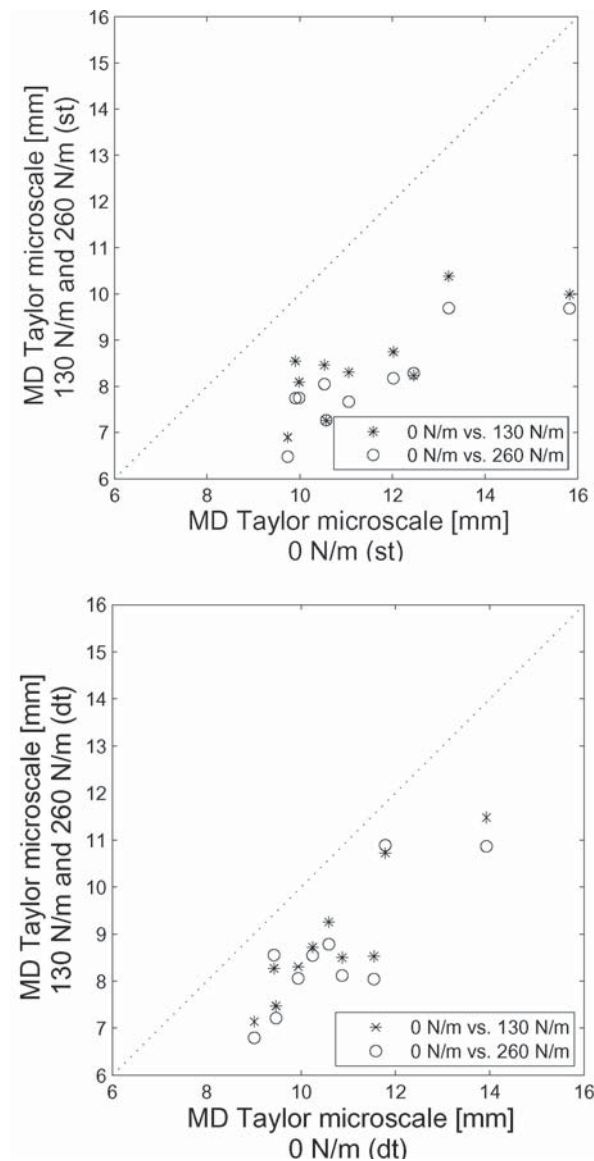 16
15
14
13
12
11
10
9
8
7
6
MD Taylor microscale [mm]
130 N/m and 260 N/m (st)
0 N/m vs. 130 N/m
0 N/m vs. 260 N/m
6 8 10 12 14 16
MD Taylor microscale [mm]
0 N/m (st)
16
15
14
13
12
11
10
9
8
7
6
MD Taylor microscale [mm]
130 N/m and 260 N/m (dt)
0 N/m vs. 130 N/m
0 N/m vs. 260 N/m
6 8 10 12 14 16
MD Taylor microscale [mm]
0 N/m (dt)